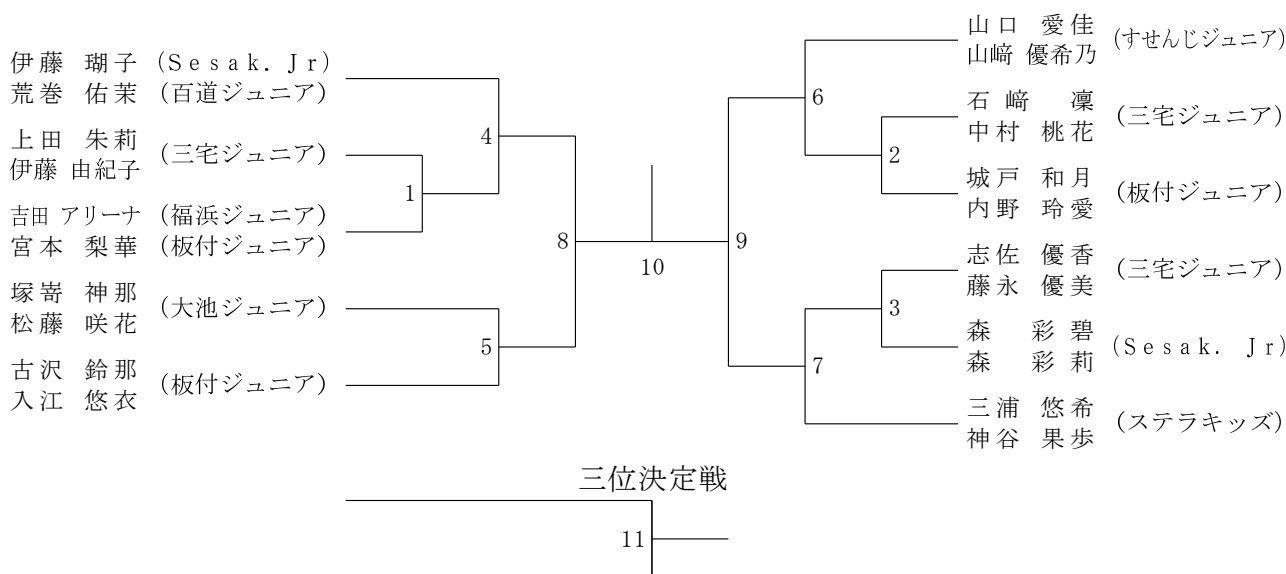 伊藤 瑚子 (Sesak. Jr)
荒巻 佑茉 (百道ジュニア)
上田 朱莉
伊藤 由紀子
(三宅ジュニア)
吉田 アリーナ (福浜ジュニア)
宮本 梨華 (板付ジュニア)
塚嵜 神那
松藤 咲花
(大池ジュニア)
古沢 鈴那
入江 悠衣
(板付ジュニア)
1
4
5
8
10
9
6
2
3
7
山口 愛佳
山﨑 優希乃
(すせんじジュニア)
石﨑 凜
中村 桃花
(三宅ジュニア)
城戸 和月
内野 玲愛
(板付ジュニア)
志佐 優香
藤永 優美
(三宅ジュニア)
森 彩碧
森 彩莉
(Sesak. Jr)
三浦 悠希
神谷 果歩
(ステラキッズ)
三位決定戦
11